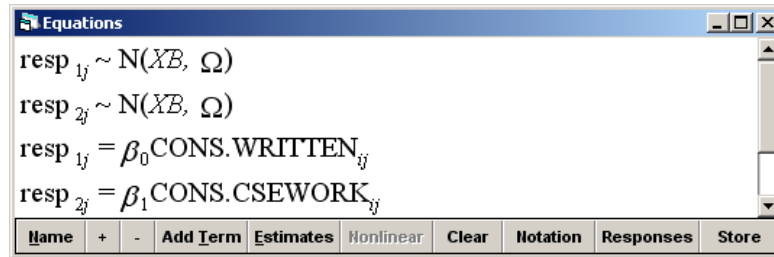 Equations
resp ₁ⱼ ~ N(XB, Ω)
resp ₂ⱼ ~ N(XB, Ω)
resp ₁ⱼ = β₀CONS.WRITTENᵢⱼ
resp ₂ⱼ = β₁CONS.CSEWORKᵢⱼ
Name + - Add Term Estimates Nonlinear Clear Notation Responses Store